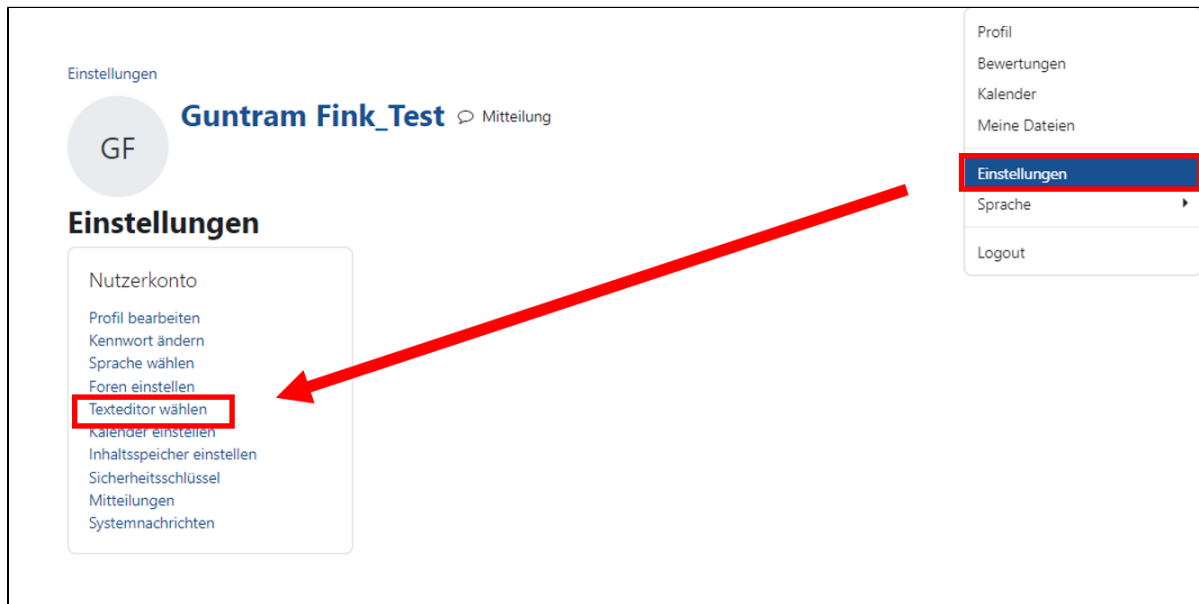 Einstellungen
GF
Guntram Fink_Test Mitteilung
Einstellungen
Nutzerkonto
Profil bearbeiten
Kennwort ändern
Sprache wählen
Foren einstellen
Texteditor wählen
Kalender einstellen
Inhaltsspeicher einstellen
Sicherheitsschlüssel
Mitteilungen
Systemnachrichten
Profil
Bewertungen
Kalender
Meine Dateien
Einstellungen
Sprache
Logout